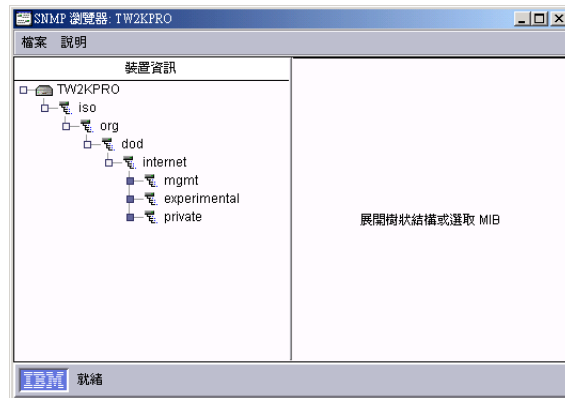 SNMP 瀏覽器: TW2KPRO
檔案 說明
裝置資訊
TW2KPRO
iso
org
dod
internet
mgmt
experimental
private
展開樹狀結構或選取 MIB
IBM 就緒